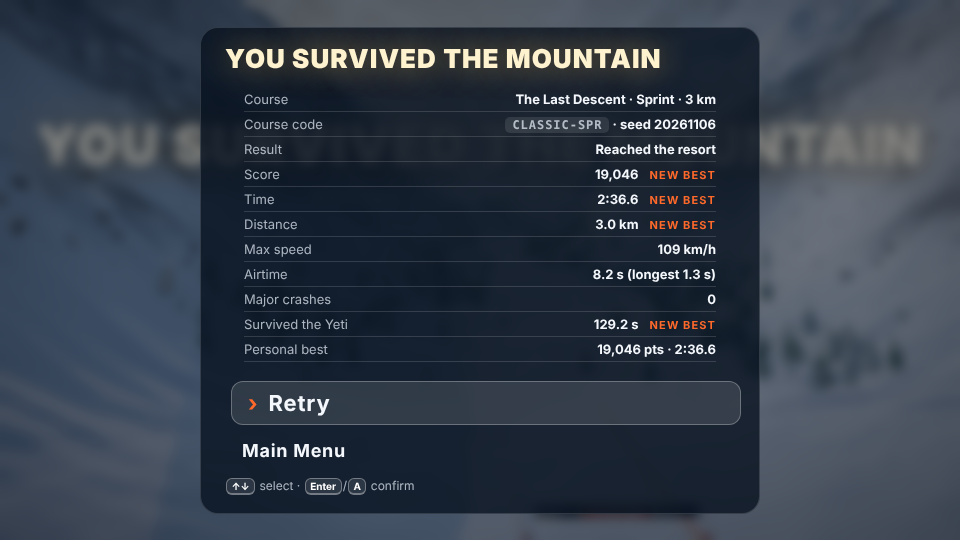 YOU SURVIVED THE MOUNTAIN
Course The Last Descent · Sprint · 3 km
Course code CLASSIC-SPR · seed 20261106
Result Reached the resort
Score 19,046 NEW BEST
Time 2:36.6 NEW BEST
Distance 3.0 km NEW BEST
Max speed 109 km/h
Airtime 8.2 s (longest 1.3 s)
Major crashes 0
Survived the Yeti 129.2 s NEW BEST
Personal best 19,046 pts · 2:36.6
› Retry
Main Menu
↑↓ select · Enter/A confirm